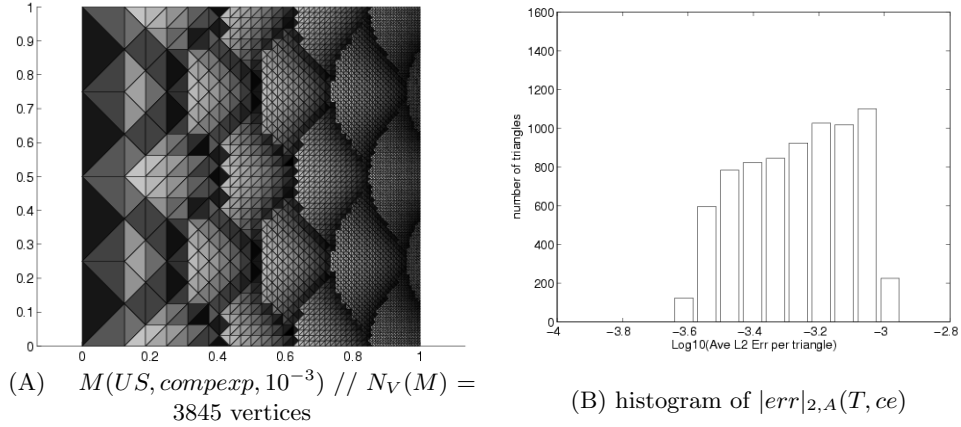 1
0.9
0.8
0.7
0.6
0.5
0.4
0.3
0.2
0.1
0
0 0.2 0.4 0.6 0.8 1
(A) M(US, compexp, 10⁻³) // N_V(M) =
3845 vertices
1600
1400
1200
1000
800
600
400
200
0
number of triangles
−4 −3.8 −3.6 −3.4 −3.2 −3 −2.8
Log10(Ave L2 Err per triangle)
(B) histogram of |err|₂,A(T, ce)